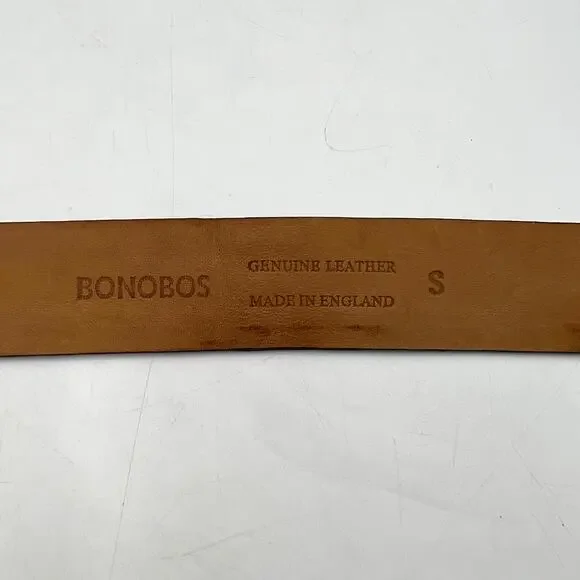 BONOBOS
GENUINE LEATHER
MADE IN ENGLAND
S